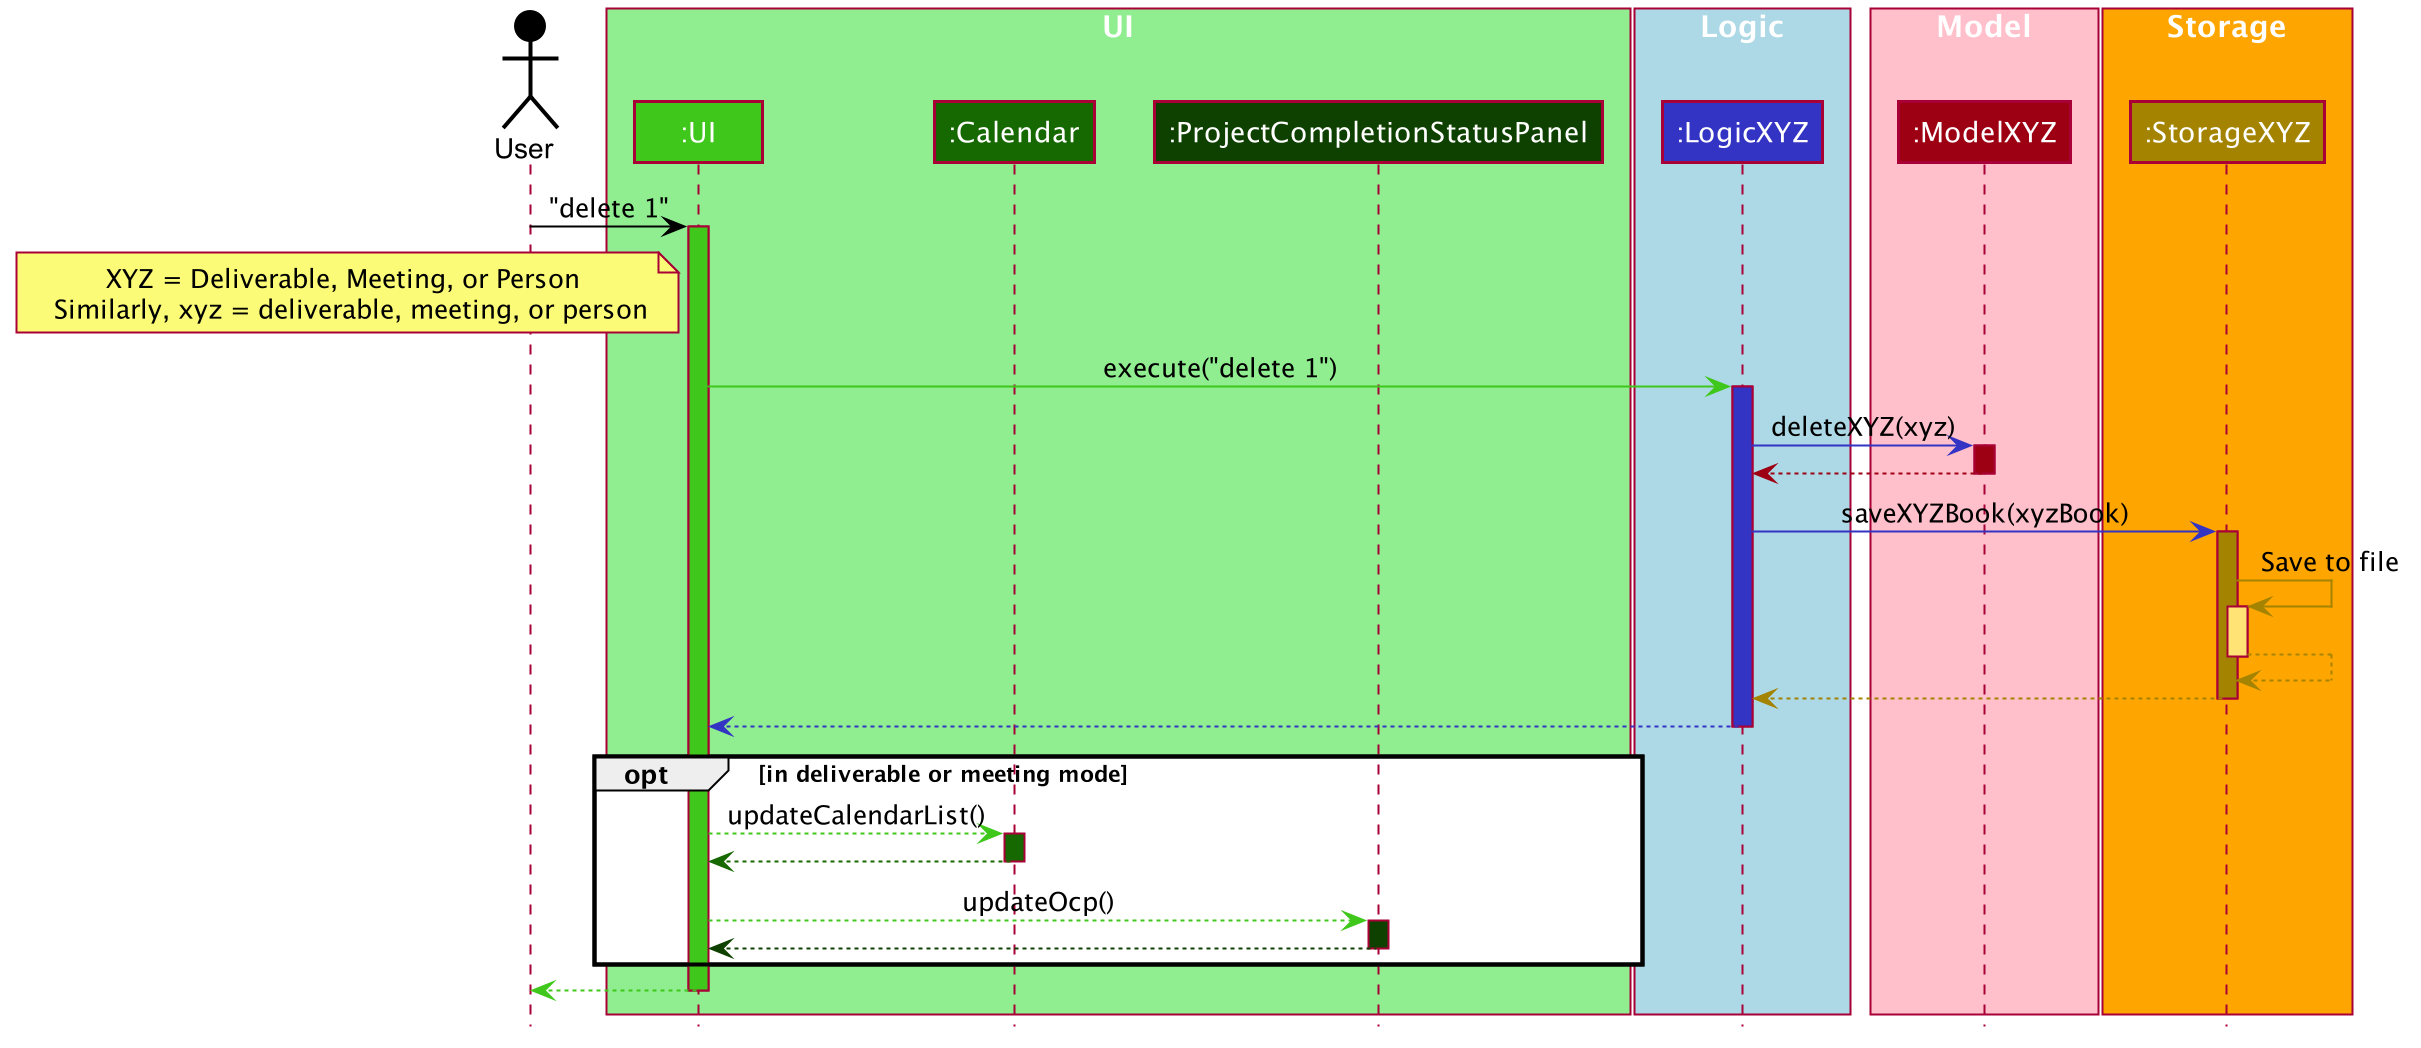 UI
Logic
Model
Storage
User
:UI
:Calendar
:ProjectCompletionStatusPanel
:LogicXYZ
:ModelXYZ
:StorageXYZ
"delete 1"
XYZ = Deliverable, Meeting, or Person
Similarly, xyz = deliverable, meeting, or person
execute("delete 1")
deleteXYZ(xyz)
saveXYZBook(xyzBook)
Save to file
opt
[in deliverable or meeting mode]
updateCalendarList()
updateOcp()